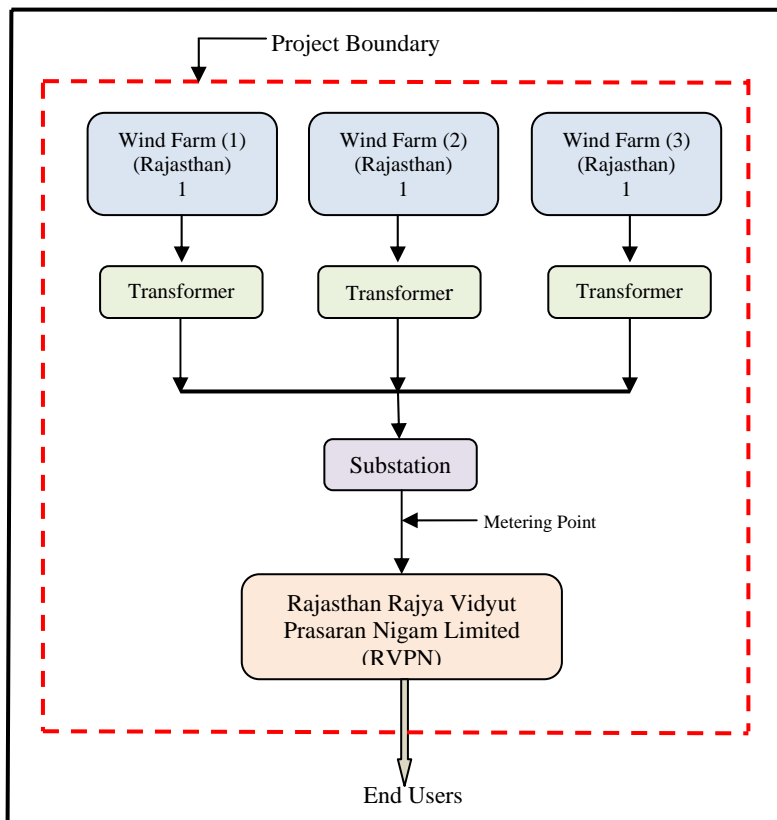 Project Boundary
Wind Farm (1)
(Rajasthan)
1
Wind Farm (2)
(Rajasthan)
1
Wind Farm (3)
(Rajasthan)
1
Transformer
Transformer
Transformer
Substation
Metering Point
Rajasthan Rajya Vidyut
Prasaran Nigam Limited
(RVPN)
End Users